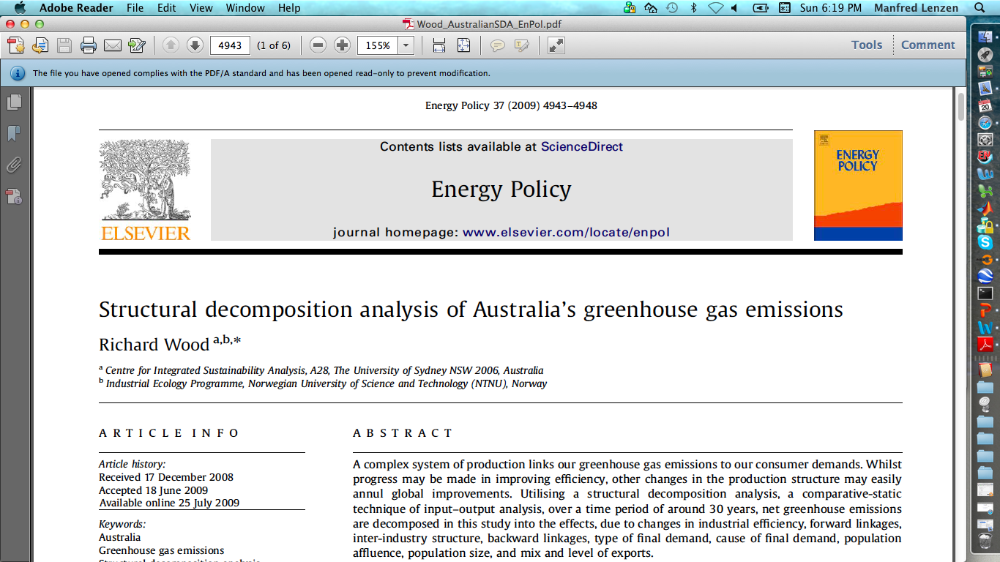 Adobe Reader File Edit View Window Help Sun 6:19 PM Manfred Lenzen
Wood_AustralianSDA_EnPol.pdf
4943 (1 of 6) 155% Tools Comment
The file you have opened complies with the PDF/A standard and has been opened read-only to prevent modification.
Energy Policy 37 (2009) 4943–4948
Contents lists available at ScienceDirect
Energy Policy
journal homepage: www.elsevier.com/locate/enpol
ELSEVIER
ENERGY
POLICY
Structural decomposition analysis of Australia's greenhouse gas emissions
Richard Wood a,b,*
a Centre for Integrated Sustainability Analysis, A28, The University of Sydney NSW 2006, Australia
b Industrial Ecology Programme, Norwegian University of Science and Technology (NTNU), Norway
ARTICLE INFO
Article history:
Received 17 December 2008
Accepted 18 June 2009
Available online 25 July 2009
Keywords:
Australia
Greenhouse gas emissions
Structural decomposition analysis
ABSTRACT
A complex system of production links our greenhouse gas emissions to our consumer demands. Whilst
progress may be made in improving efficiency, other changes in the production structure may easily
annul global improvements. Utilising a structural decomposition analysis, a comparative-static
technique of input–output analysis, over a time period of around 30 years, net greenhouse emissions
are decomposed in this study into the effects, due to changes in industrial efficiency, forward linkages,
inter-industry structure, backward linkages, type of final demand, cause of final demand, population
affluence, population size, and mix and level of exports.
20